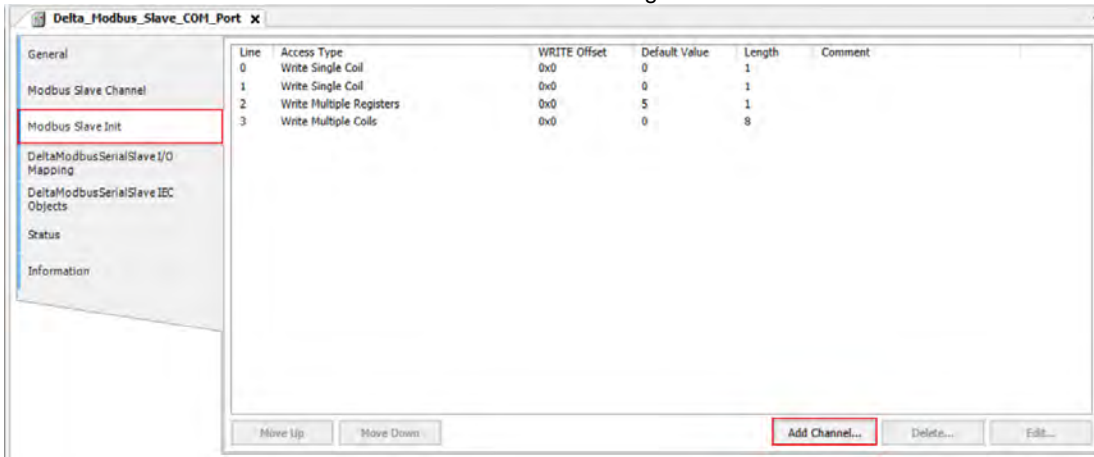 Delta_Modbus_Slave_COM_Port x
General
Modbus Slave Channel
Modbus Slave Init
DeltaModbusSerialSlave I/O
Mapping
DeltaModbusSerialSlave IEC
Objects
Status
Information
Line Access Type WRITE Offset Default Value Length Comment
0 Write Single Coil 0x0 0 1
1 Write Single Coil 0x0 0 1
2 Write Multiple Registers 0x0 5 1
3 Write Multiple Coils 0x0 0 8
Move Up Move Down Add Channel... Delete... Edit...